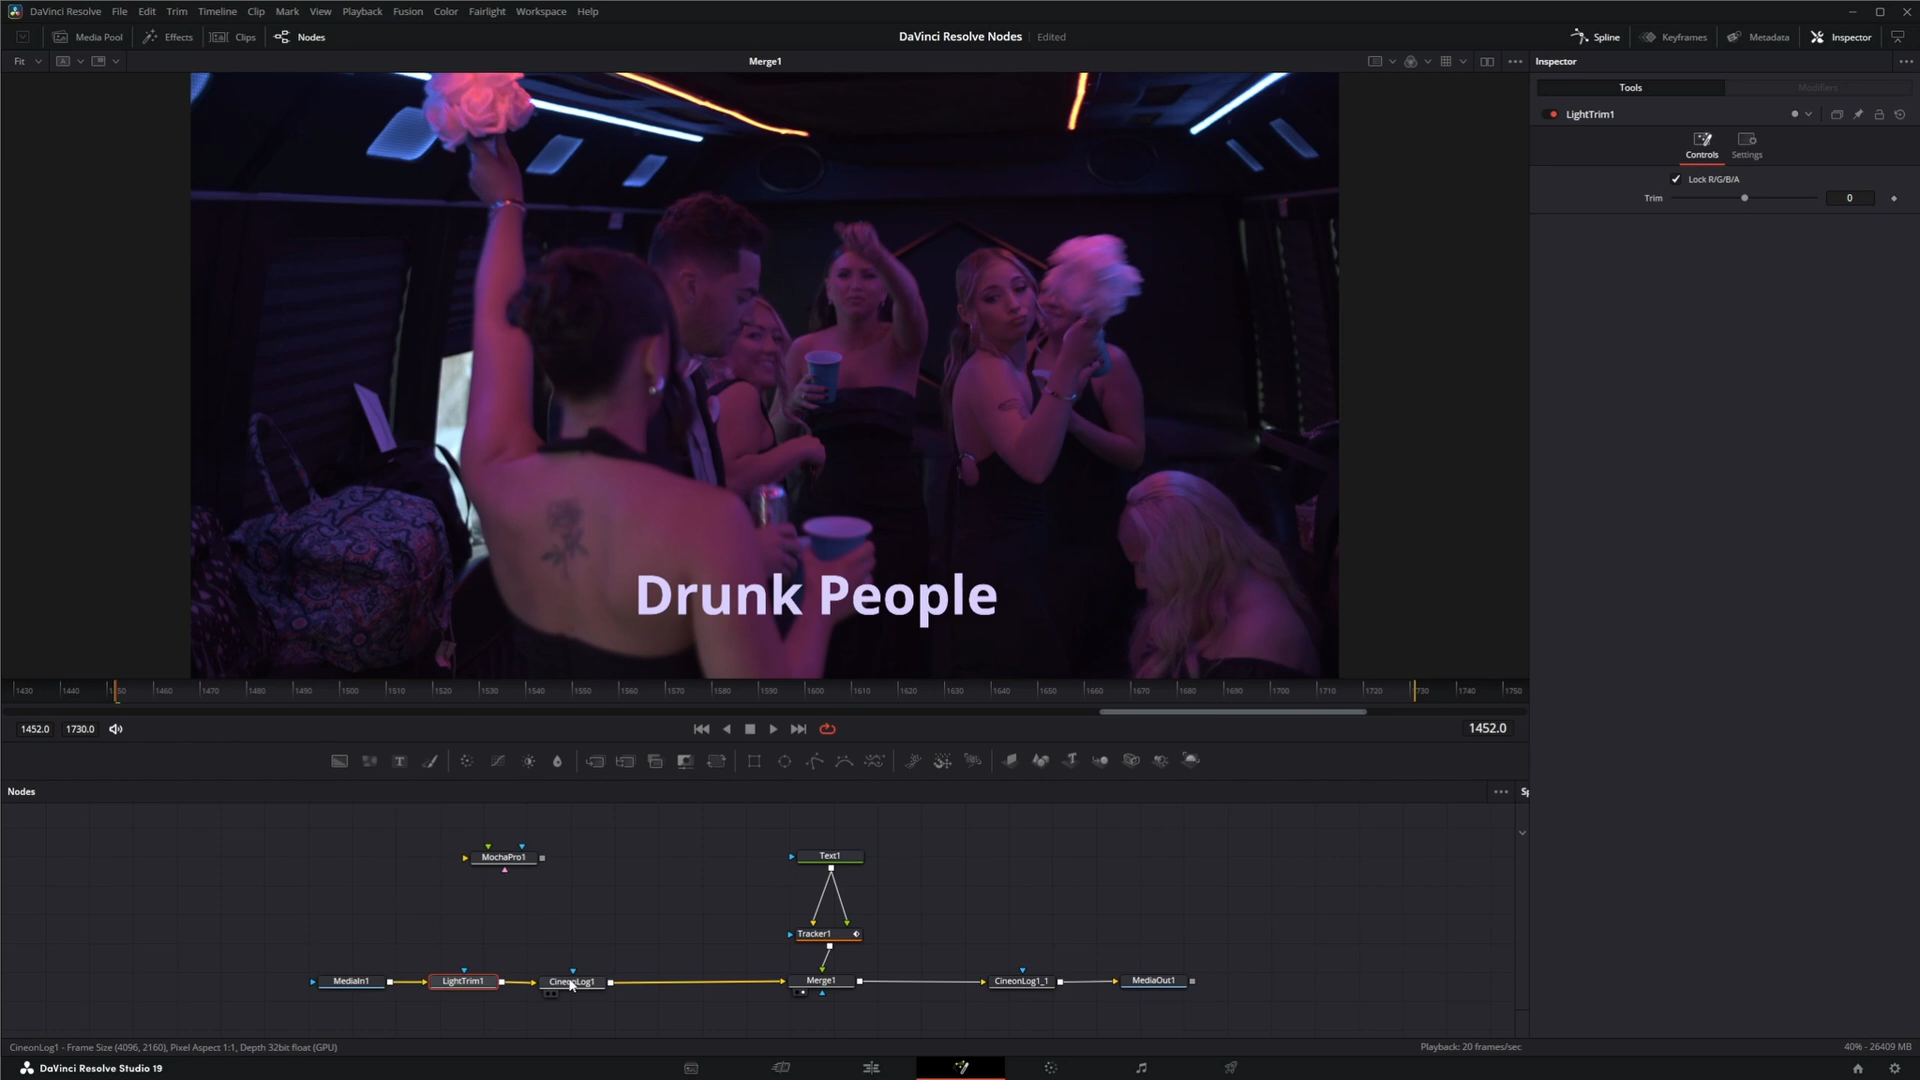 DaVinci Resolve File Edit Trim Timeline Clip Mark View Playback Fusion Color Fairlight Workspace Help
Media Pool Effects Clips Nodes DaVinci Resolve Nodes Edited Spline Keyframes Metadata Inspector
Fit A Merge1 Inspector
Tools Modifiers
LightTrim1
Controls Settings
Lock R/G/B/A
Trim 0
Drunk People
1430 1440 1450 1460 1470 1480 1490 1500 1510 1520 1530 1540 1550 1560 1570 1580 1590 1600 1610 1620 1630 1640 1650 1660 1670 1680 1690 1700 1710 1720 1730 1740 1750
1452.0 1730.0 1452.0
Nodes Sp
MochaPro1 Text1
Tracker1
MediaIn1 LightTrim1 CineonLog1 Merge1 CineonLog1_1 MediaOut1
CineonLog1 - Frame Size (4096, 2160), Pixel Aspect 1:1, Depth 32bit float (GPU) Playback: 20 frames/sec 40% - 26409 MB
DaVinci Resolve Studio 19